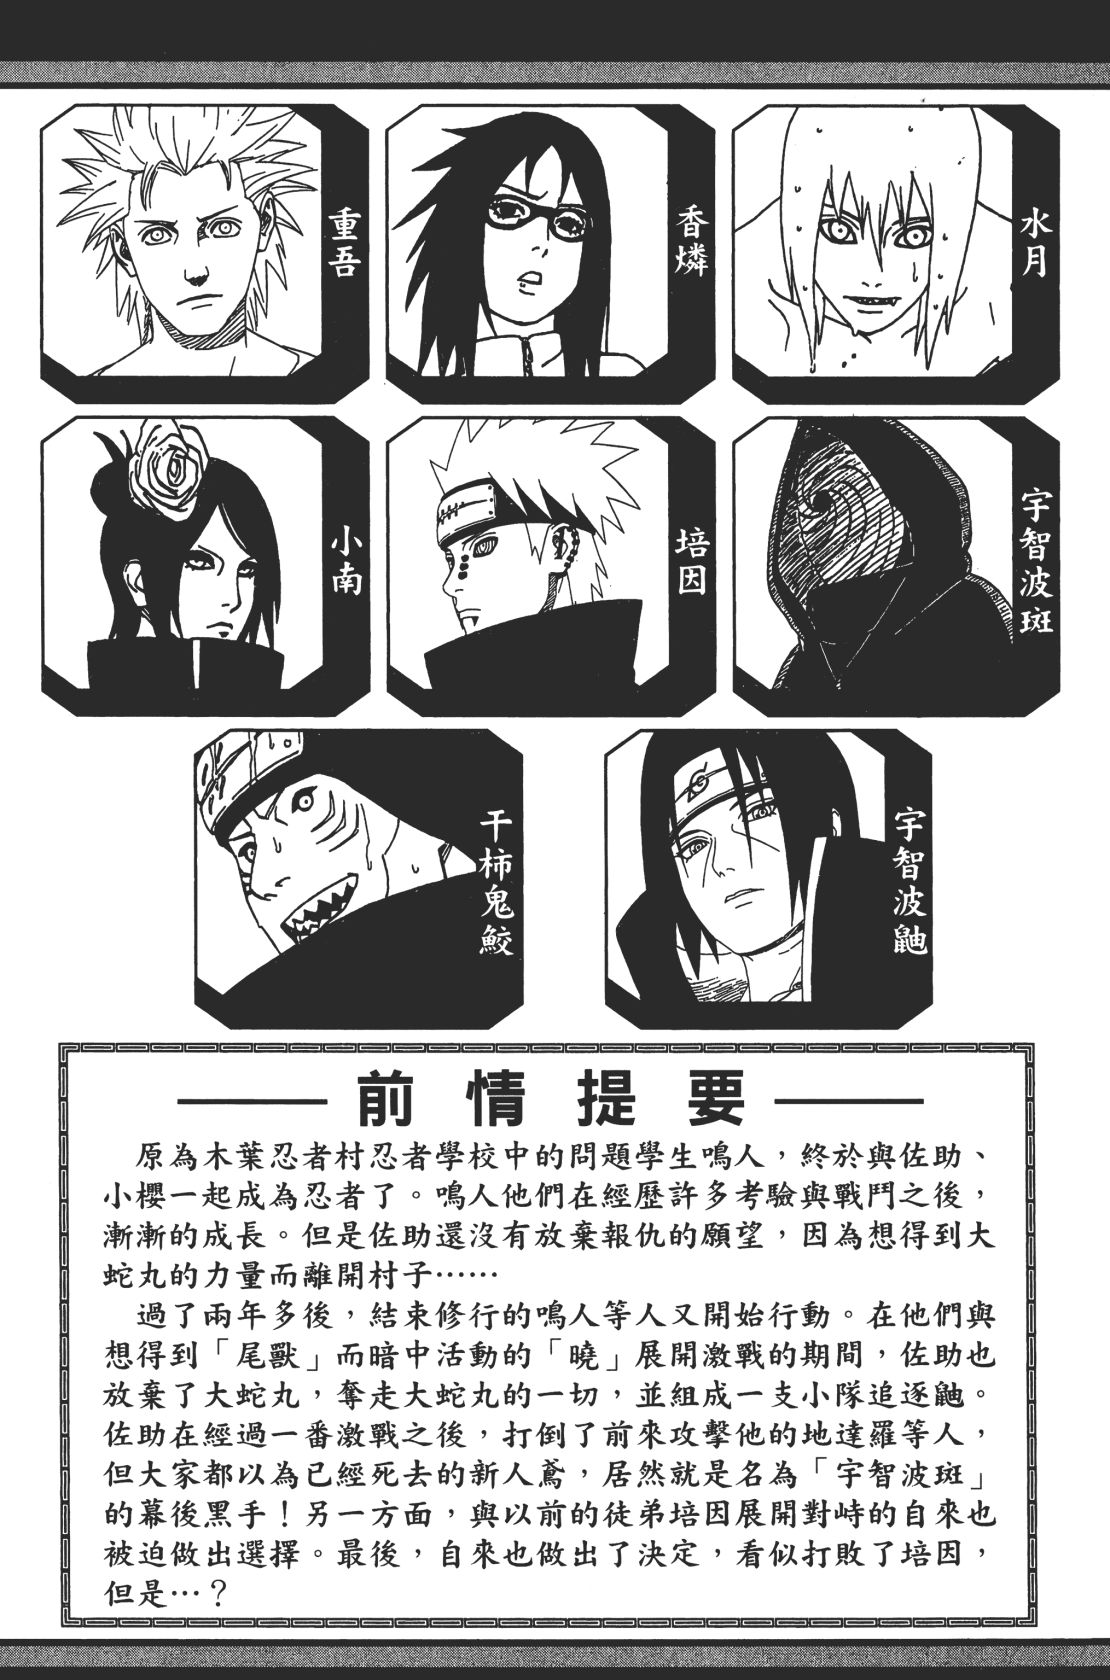 水月
香燐
重吾
宇智波斑
培因
小南
宇智波鼬
干柿鬼鮫
前情提要
原為木葉忍者村忍者學校中的問題學生鳴人，終於與佐助、
小櫻一起成為忍者了。鳴人他們在經歷許多考驗與戰鬥之後，
漸漸的成長。但是佐助還沒有放棄報仇的願望，因為想得到大
蛇丸的力量而離開村子……
過了兩年多後，結束修行的鳴人等人又開始行動。在他們與
想得到「尾獸」而暗中活動的「曉」展開激戰的期間，佐助也
放棄了大蛇丸，奪走大蛇丸的一切，並組成一支小隊追逐鼬。
佐助在經過一番激戰之後，打倒了前來攻擊他的地達羅等人，
但大家都以為已經死去的新人鳶，居然就是名為「宇智波斑」
的幕後黑手！另一方面，與以前的徒弟培因展開對峙的自來也
被迫做出選擇。最後，自來也做出了決定，看似打敗了培因，
但是…？